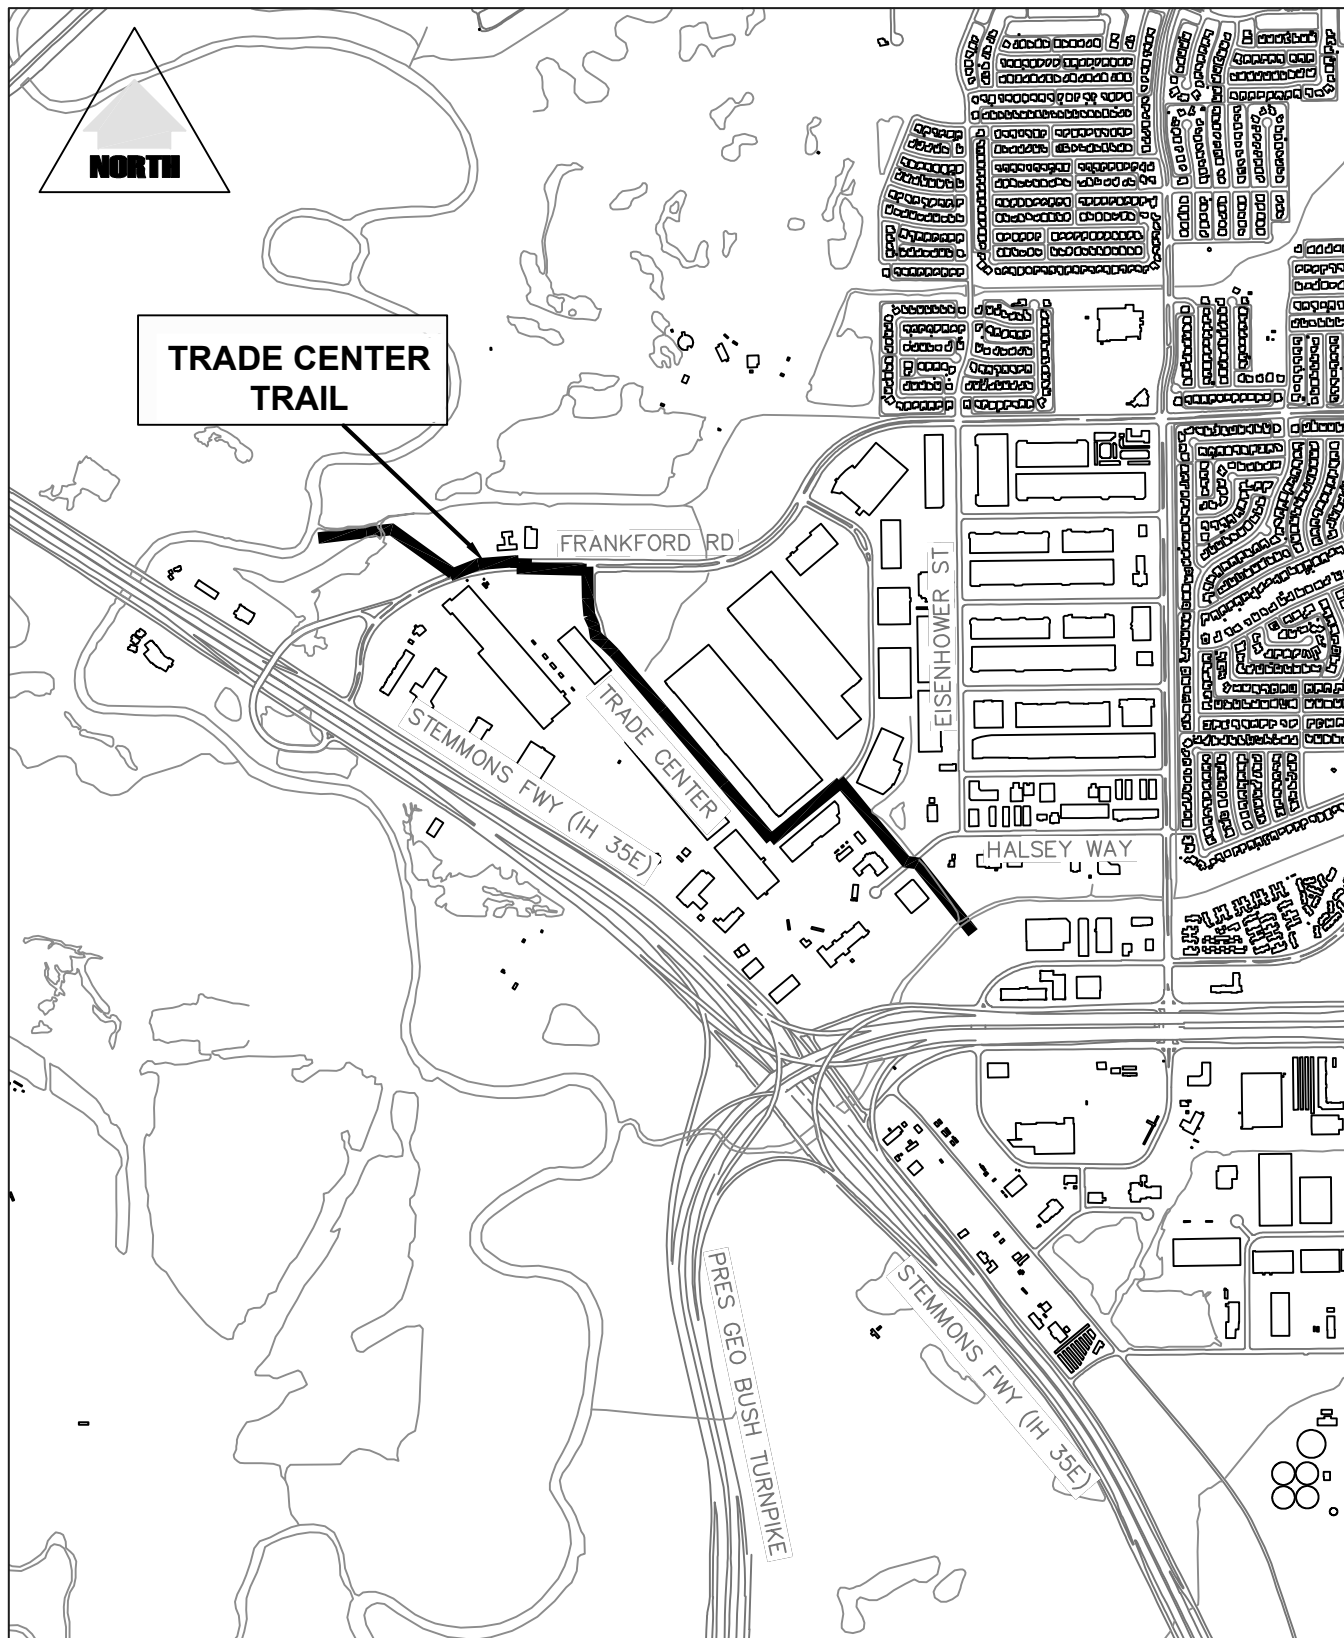 NORTH
TRADE CENTER
TRAIL
FRANKFORD RD
EISENHOWER ST
TRADE CENTER
STEMMONS FWY (IH 35E)
HALSEY WAY
PRES GEO BUSH TURNPIKE
STEMMONS FWY (IH 35E)